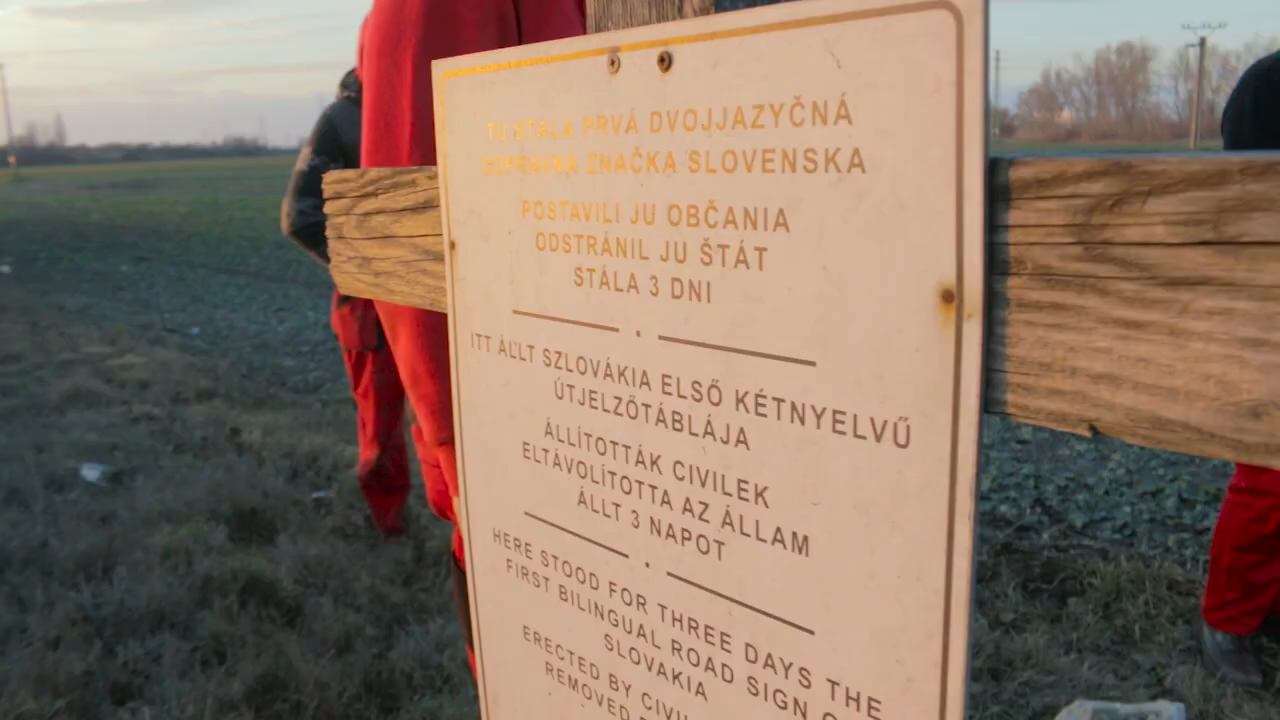 TU STÁLA PRVÁ DVOJJAZYČNÁ
DOPRAVNÁ ZNAČKA SLOVENSKA
POSTAVILI JU OBČANIA
ODSTRÁNIL JU ŠTÁT
STÁLA 3 DNI
ITT ÁLLT SZLOVÁKIA ELSŐ KÉTNYELVŰ
ÚTJELZŐTÁBLÁJA
ÁLLÍTOTTÁK CIVILEK
ELTÁVOLÍTOTTA AZ ÁLLAM
ÁLLT 3 NAPOT
HERE STOOD FOR THREE DAYS THE
FIRST BILINGUAL ROAD SIGN
SLOVAKIA
ERECTED BY
REMOVED